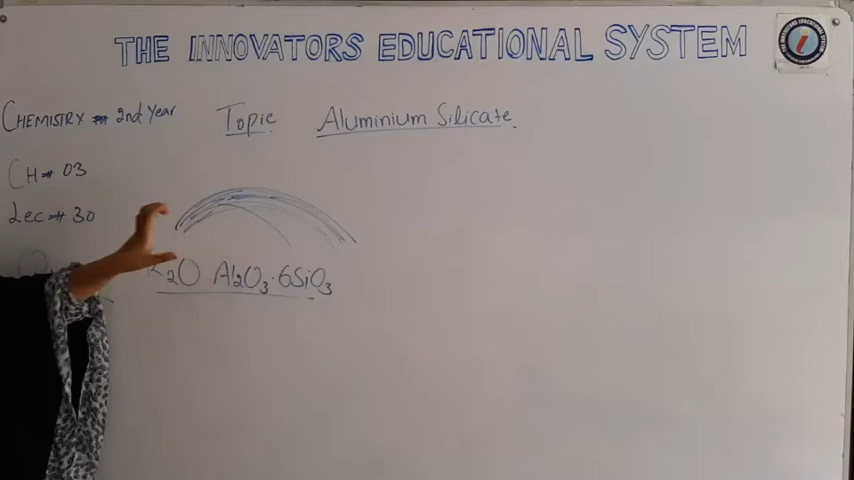 THE INNOVATORS EDUCATIONAL SYSTEM
CHEMISTRY 2nd Year Topic Aluminium Silicate.
CH# 03
Lec# 30
K₂O.Al₂O₃.6SiO₃